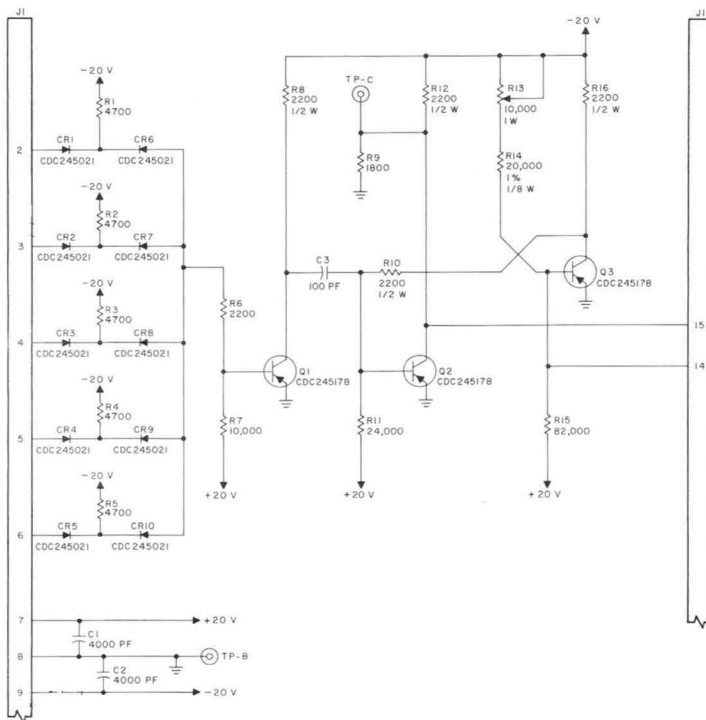 J1
J1
-20 V
-20 V
R1
4700
CR1
CR6
2
CDC245021
CDC245021
-20 V
R2
4700
CR2
CR7
3
CDC245021
CDC245021
-20 V
R3
4700
CR3
CR8
4
CDC245021
CDC245021
-20 V
R4
4700
CR4
CR9
5
CDC245021
CDC245021
-20 V
R5
4700
CR5
CR10
6
CDC245021
CDC245021
R6
2200
R7
10,000
+20 V
R8
2200
1/2 W
TP-C
R9
1800
R12
2200
1/2 W
R13
10,000
1 W
R14
20,000
1%
1/8 W
R16
2200
1/2 W
C3
100 PF
R10
2200
1/2 W
Q3
CDC245178
Q1
CDC245178
Q2
CDC245178
15
14
R11
24,000
+20 V
R15
82,000
+20 V
7
+20 V
C1
4000 PF
8
TP-B
C2
4000 PF
9
-20 V